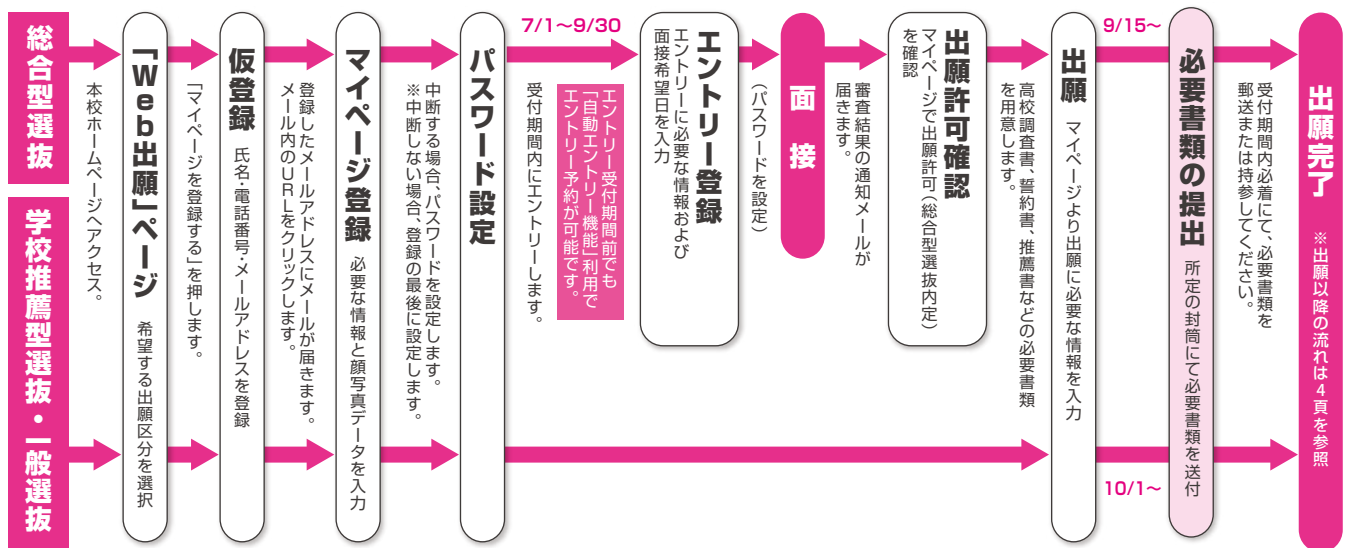 総合型選抜
学校推薦型選抜・一般選抜
本校ホームページへアクセス。
「Web出願」ページ
希望する出願区分を選択
「マイページを登録する」を押します。
仮登録
氏名・電話番号・メールアドレスを登録
登録したメールアドレスにメールが届きます。
メール内のURLをクリックします。
マイページ登録
必要な情報と顔写真データを入力
中断する場合、パスワードを設定します。
※中断しない場合、登録の最後に設定します。
パスワード設定
7/1〜9/30
受付期間内にエントリーします。
エントリー受付期間前でも
「自動エントリー機能」利用で
エントリー予約が可能です。
エントリー登録
エントリーに必要な情報および
面接希望日を入力
（パスワードを設定）
面接
審査結果の通知メールが
届きます。
出願許可確認
マイページで出願許可（総合型選抜内定）
を確認
高校調査書、誓約書、推薦書などの必要書類
を用意します。
出願
マイページより出願に必要な情報を入力
9/15〜
10/1〜
必要書類の提出
所定の封筒にて必要書類を送付
受付期間内必着にて、必要書類を
郵送または持参してください。
出願完了
※出願以降の流れは4頁を参照